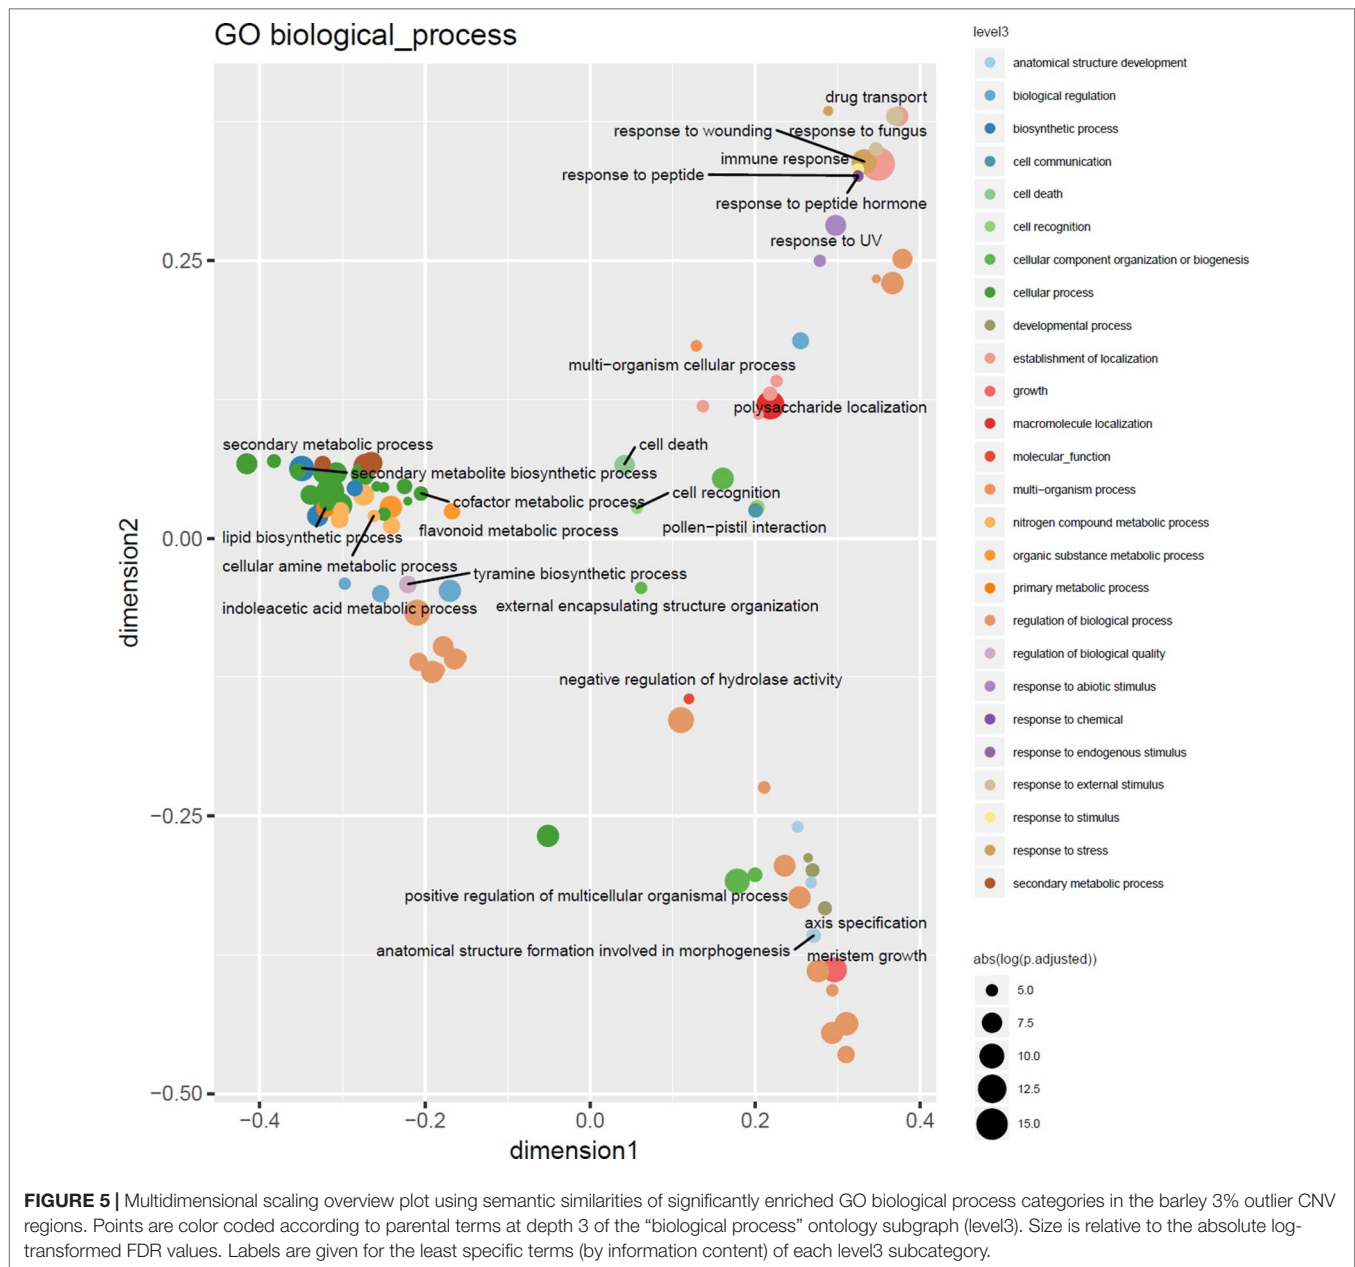 GO biological_process
drug transport
response to wounding
response to fungus
immune response
response to peptide
response to peptide hormone
response to UV
multi−organism cellular process
polysaccharide localization
secondary metabolic process
cell death
secondary metabolite biosynthetic process
cofactor metabolic process
cell recognition
lipid biosynthetic process
flavonoid metabolic process
pollen−pistil interaction
cellular amine metabolic process
tyramine biosynthetic process
indoleacetic acid metabolic process
external encapsulating structure organization
negative regulation of hydrolase activity
positive regulation of multicellular organismal process
axis specification
anatomical structure formation involved in morphogenesis
meristem growth
dimension2
0.25
0.00
−0.25
−0.50
−0.4
−0.2
0.0
0.2
0.4
dimension1
level3
anatomical structure development
biological regulation
biosynthetic process
cell communication
cell death
cell recognition
cellular component organization or biogenesis
cellular process
developmental process
establishment of localization
growth
macromolecule localization
molecular_function
multi−organism process
nitrogen compound metabolic process
organic substance metabolic process
primary metabolic process
regulation of biological process
regulation of biological quality
response to abiotic stimulus
response to chemical
response to endogenous stimulus
response to external stimulus
response to stimulus
response to stress
secondary metabolic process
abs(log(p.adjusted))
5.0
7.5
10.0
12.5
15.0
FIGURE 5 | Multidimensional scaling overview plot using semantic similarities of significantly enriched GO biological process categories in the barley 3% outlier CNV
regions. Points are color coded according to parental terms at depth 3 of the “biological process” ontology subgraph (level3). Size is relative to the absolute log-
transformed FDR values. Labels are given for the least specific terms (by information content) of each level3 subcategory.